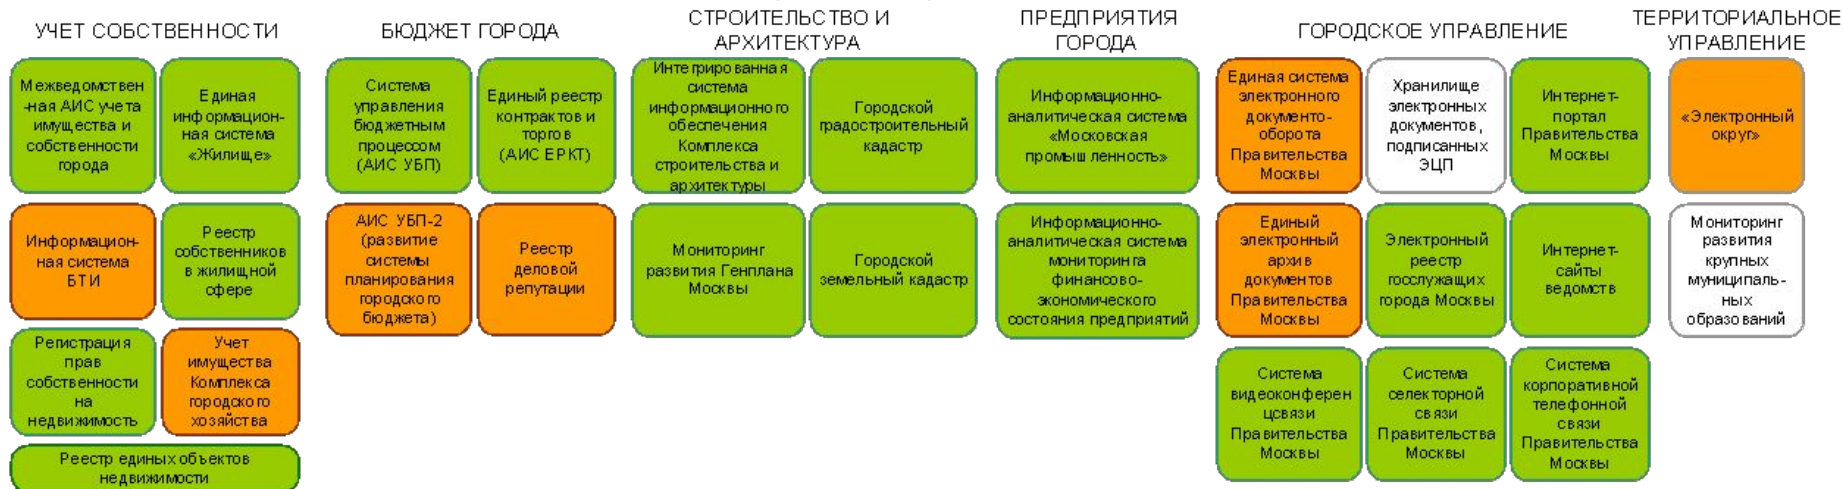 УЧЕТ СОБСТВЕННОСТИ
Межведомствен
-ная АИС учета
имущества и
собственности
города
Единая
информацион-
ная система
«Жилище»
Информацион-
ная система
БТИ
Реестр
собственников
в жилищной
сфере
Регистрация
прав
собственности
на
недвижимость
Учет
имущества
Комплекса
городского
хозяйства
Реестр единых объектов
недвижимости
БЮДЖЕТ ГОРОДА
Система
управления
бюджетным
процессом
(АИС УБП)
Единый реестр
контрактов и
торгов
(АИС ЕРКТ)
АИС УБП-2
(развитие
системы
планирования
городского
бюджета)
Реестр
деловой
репутации
СТРОИТЕЛЬСТВО И
АРХИТЕКТУРА
Интегрированная
система
информационного
обеспечения
Комплекса
строительства и
архитектуры
Городской
градостроительный
кадастр
Мониторинг
развития Генплана
Москвы
Городской
земельный кадастр
ПРЕДПРИЯТИЯ
ГОРОДА
Информационно-
аналитическая система
«Московская
промышленность»
Информационно-
аналитическая система
мониторинга
финансово-
экономического
состояния предприятий
ГОРОДСКОЕ УПРАВЛЕНИЕ
Единая система
электронного
документо-
оборота
Правительства
Москвы
Хранилище
электронных
документов,
подписанных
ЭЦП
Интернет-
портал
Правительства
Москвы
Единый
электронный
архив
документов
Правительства
Москвы
Электронный
реестр
госслужащих
города Москвы
Интернет-
сайты
ведомств
Система
видеоконферен
цсвязи
Правительства
Москвы
Система
селекторной
связи
Правительства
Москвы
Система
корпоративной
телефонной
связи
Правительства
Москвы
ТЕРРИТОРИАЛЬНОЕ
УПРАВЛЕНИЕ
«Электронный
округ»
Мониторинг
развития
крупных
муниципаль-
ных
образований